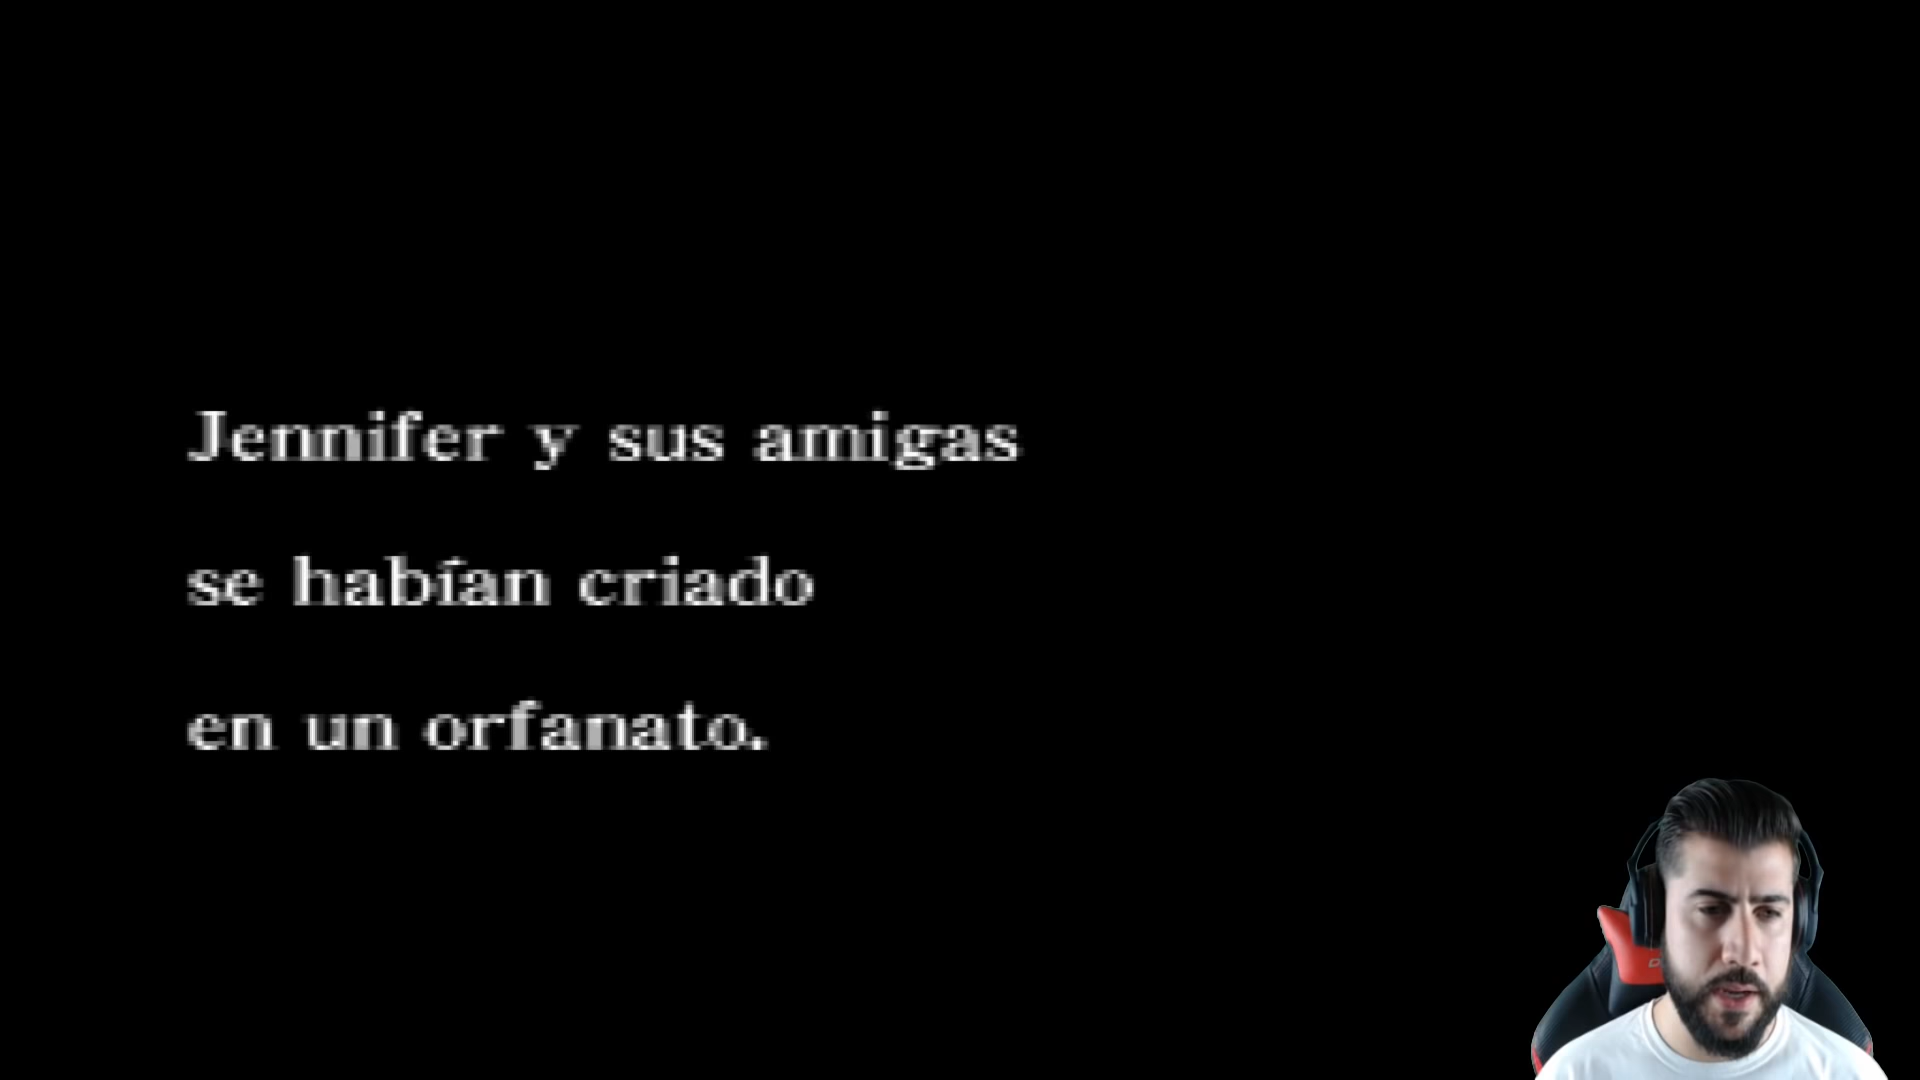 Jennifer y sus amigas
se habían criado
en un orfanato.